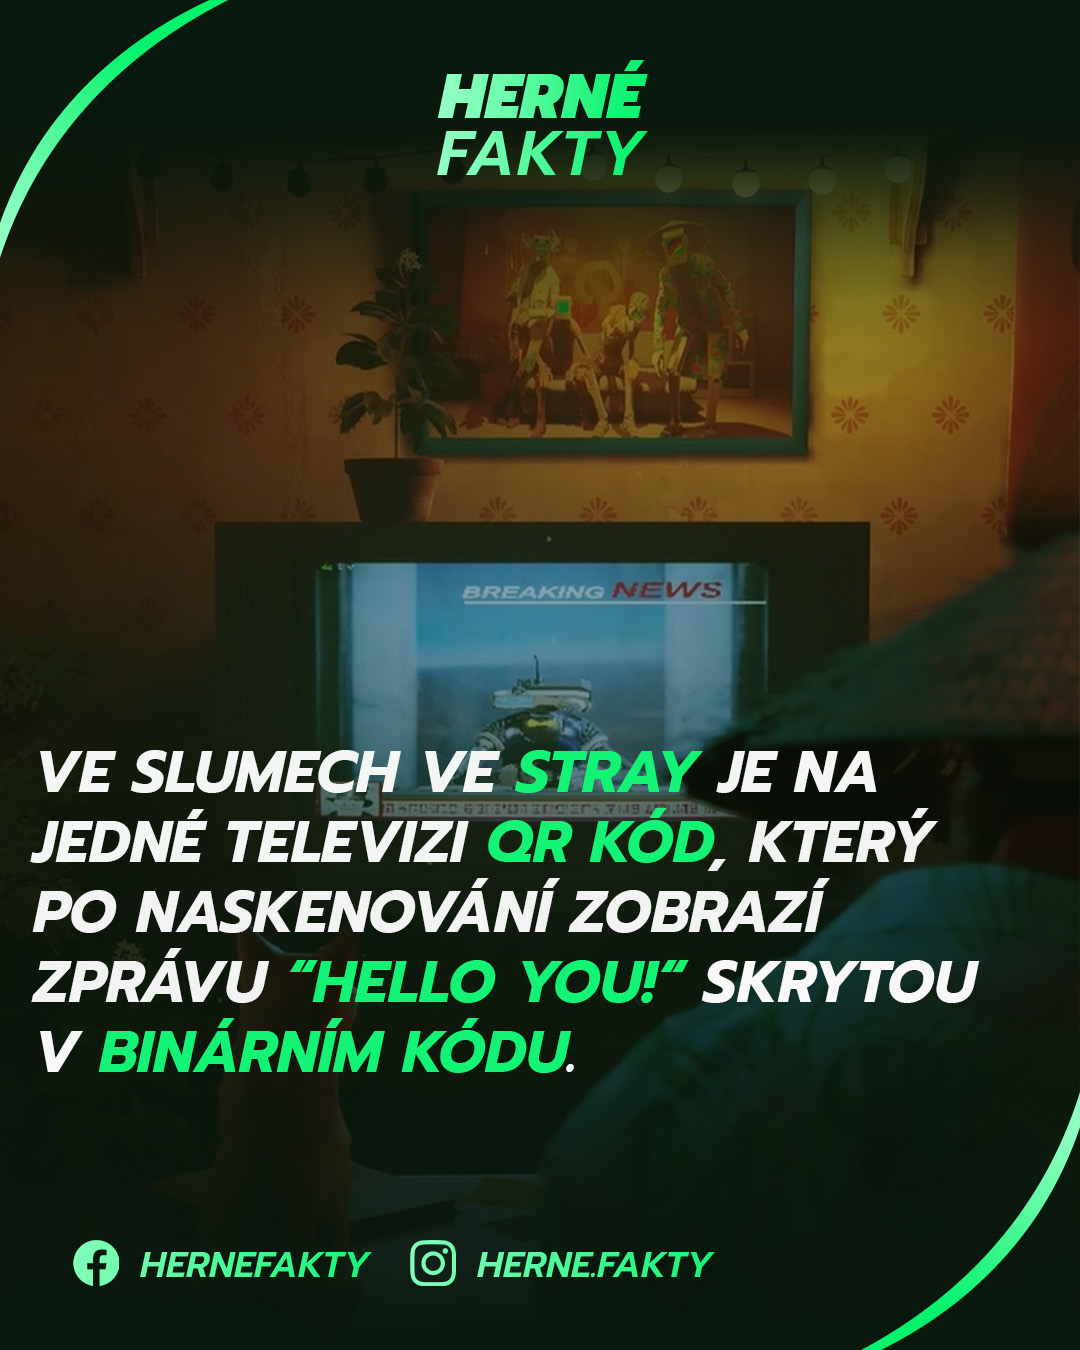 HERNÉ
FAKTY
BREAKING NEWS
VE SLUMECH VE STRAY JE NA
JEDNÉ TELEVIZI QR KÓD, KTERÝ
PO NASKENOVÁNÍ ZOBRAZÍ
ZPRÁVU "HELLO YOU!" SKRYTOU
V BINÁRNÍM KÓDU.
HERNEFAKTY HERNE.FAKTY